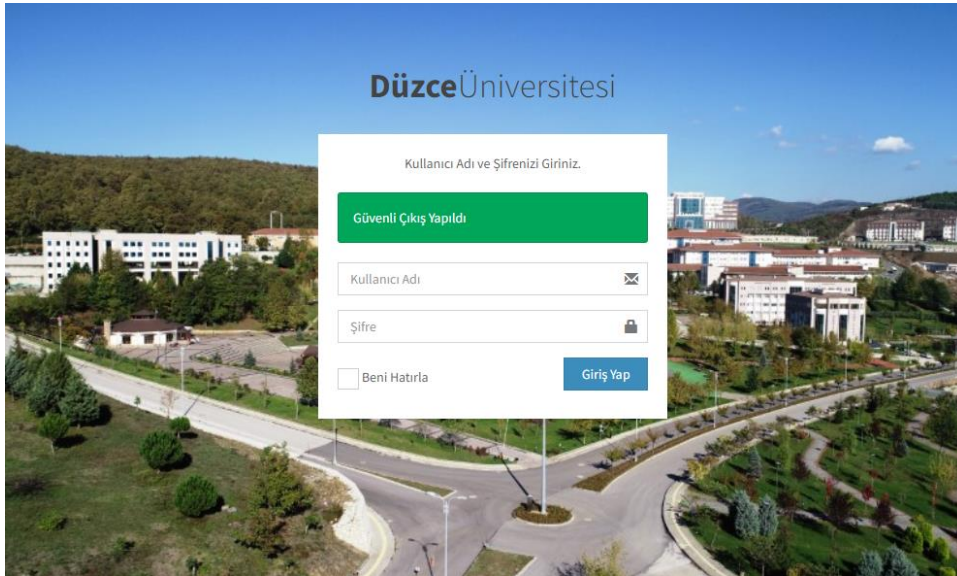 DüzceÜniversitesi
Kullanıcı Adı ve Şifrenizi Giriniz.
Güvenli Çıkış Yapıldı
Kullanıcı Adı
Şifre
Beni Hatırla
Giriş Yap